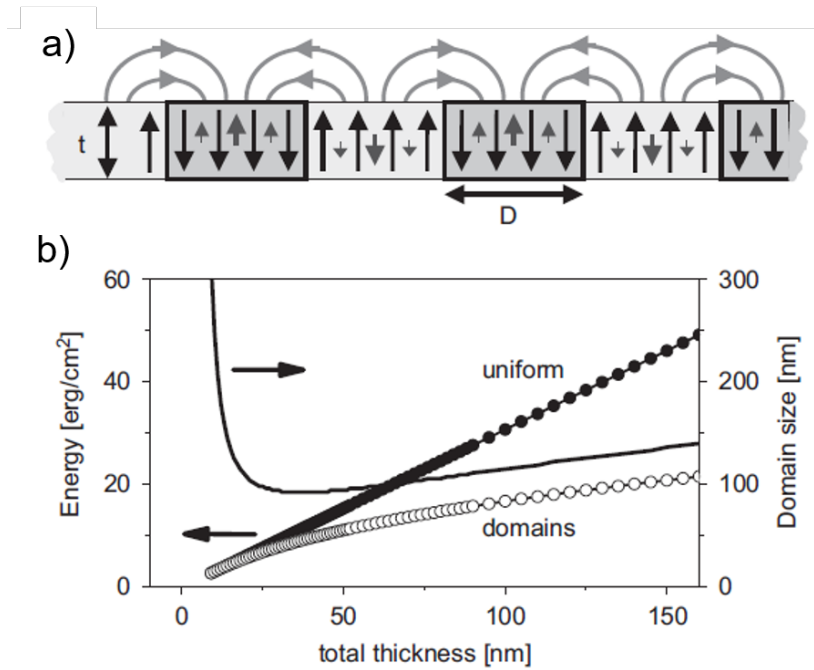 a)
t
D
b)
60
300
uniform
40
200
Energy [erg/cm²]
Domain size [nm]
20
100
domains
0
0
0
50
100
150
total thickness [nm]